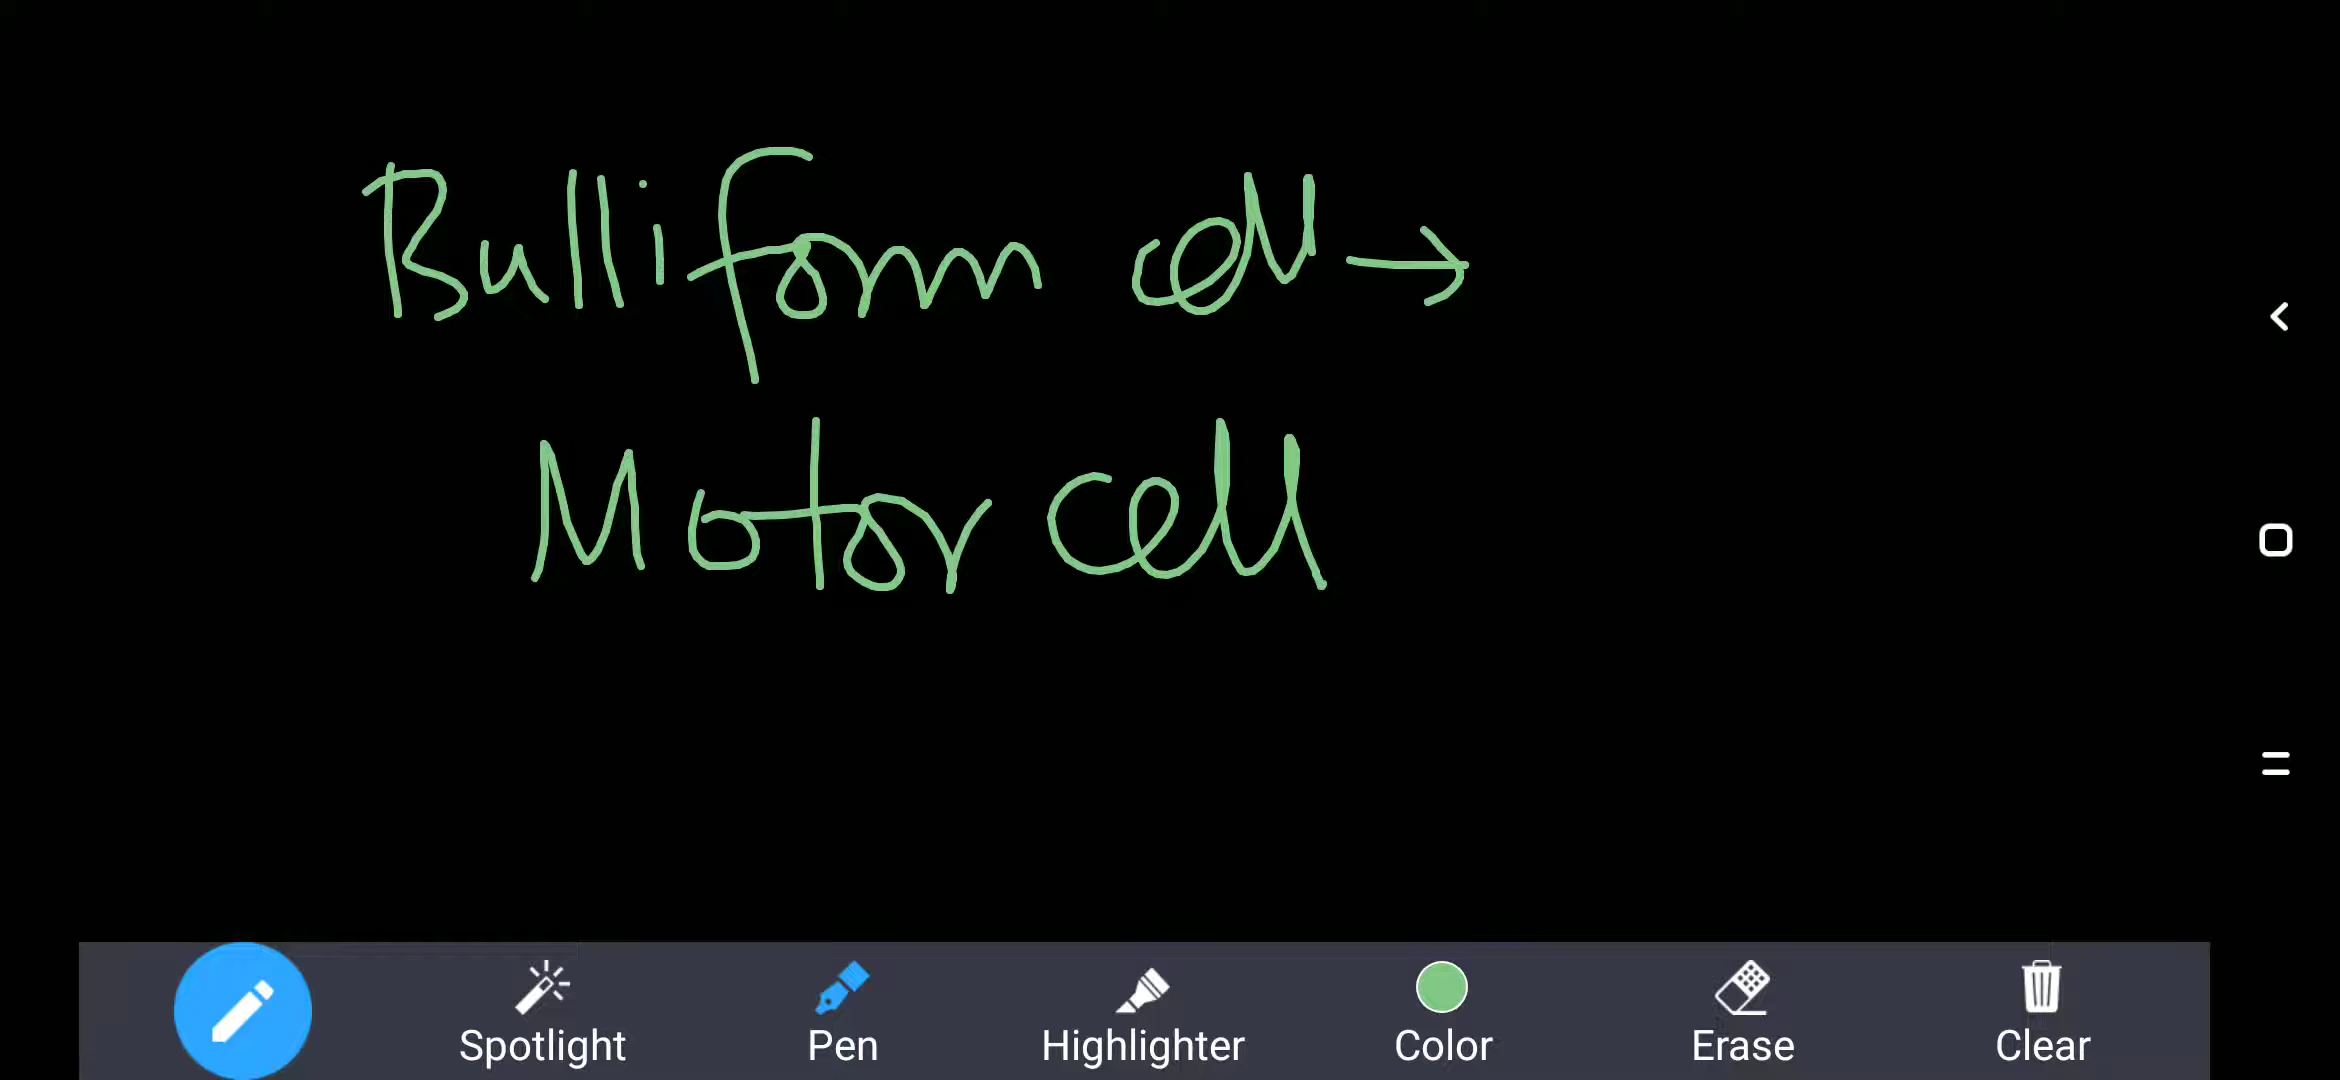 Bulliform cell →
Motor cell
Spotlight Pen Highlighter Color Erase Clear